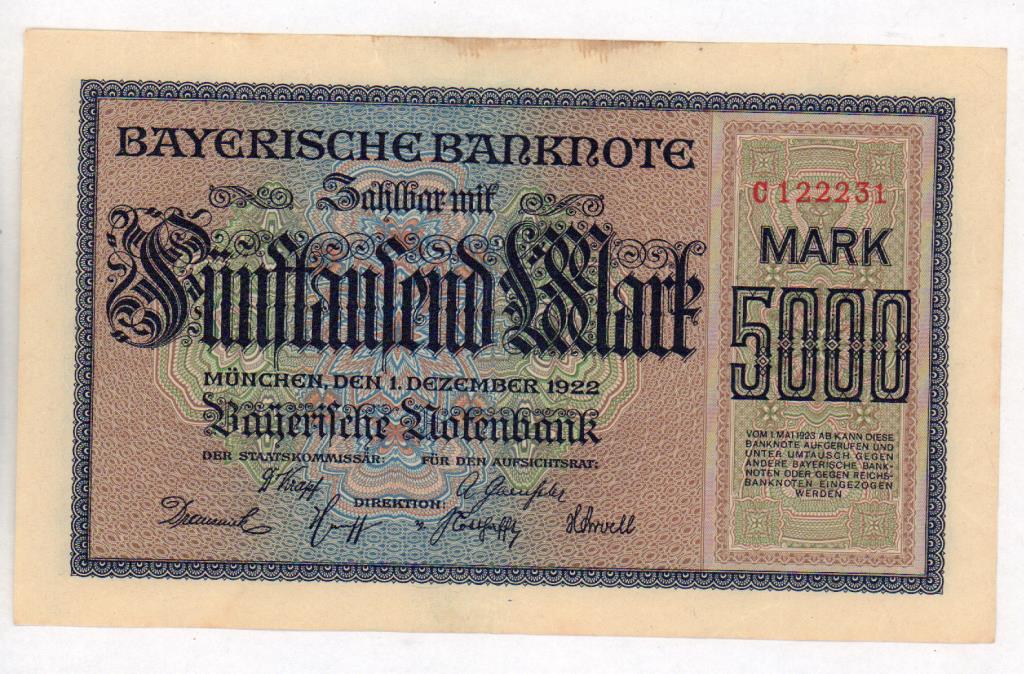 BAYERISCHE BANKNOTE
Zahlbar mit
Fünftausend Mark
MÜNCHEN, DEN 1. DEZEMBER 1922
Bayerische Notenbank
DER STAATSKOMMISSÄR: FÜR DEN AUFSICHTSRAT:
DIREKTION:
C 122231
MARK
5000
VOM 1. MAI 1923 AB KANN DIESE
BANKNOTE AUFGERUFEN UND
UNTER UMTAUSCH GEGEN
ANDERE BAYERISCHE BANK-
NOTEN ODER GEGEN REICHS-
BANKNOTEN EINGEZOGEN
WERDEN